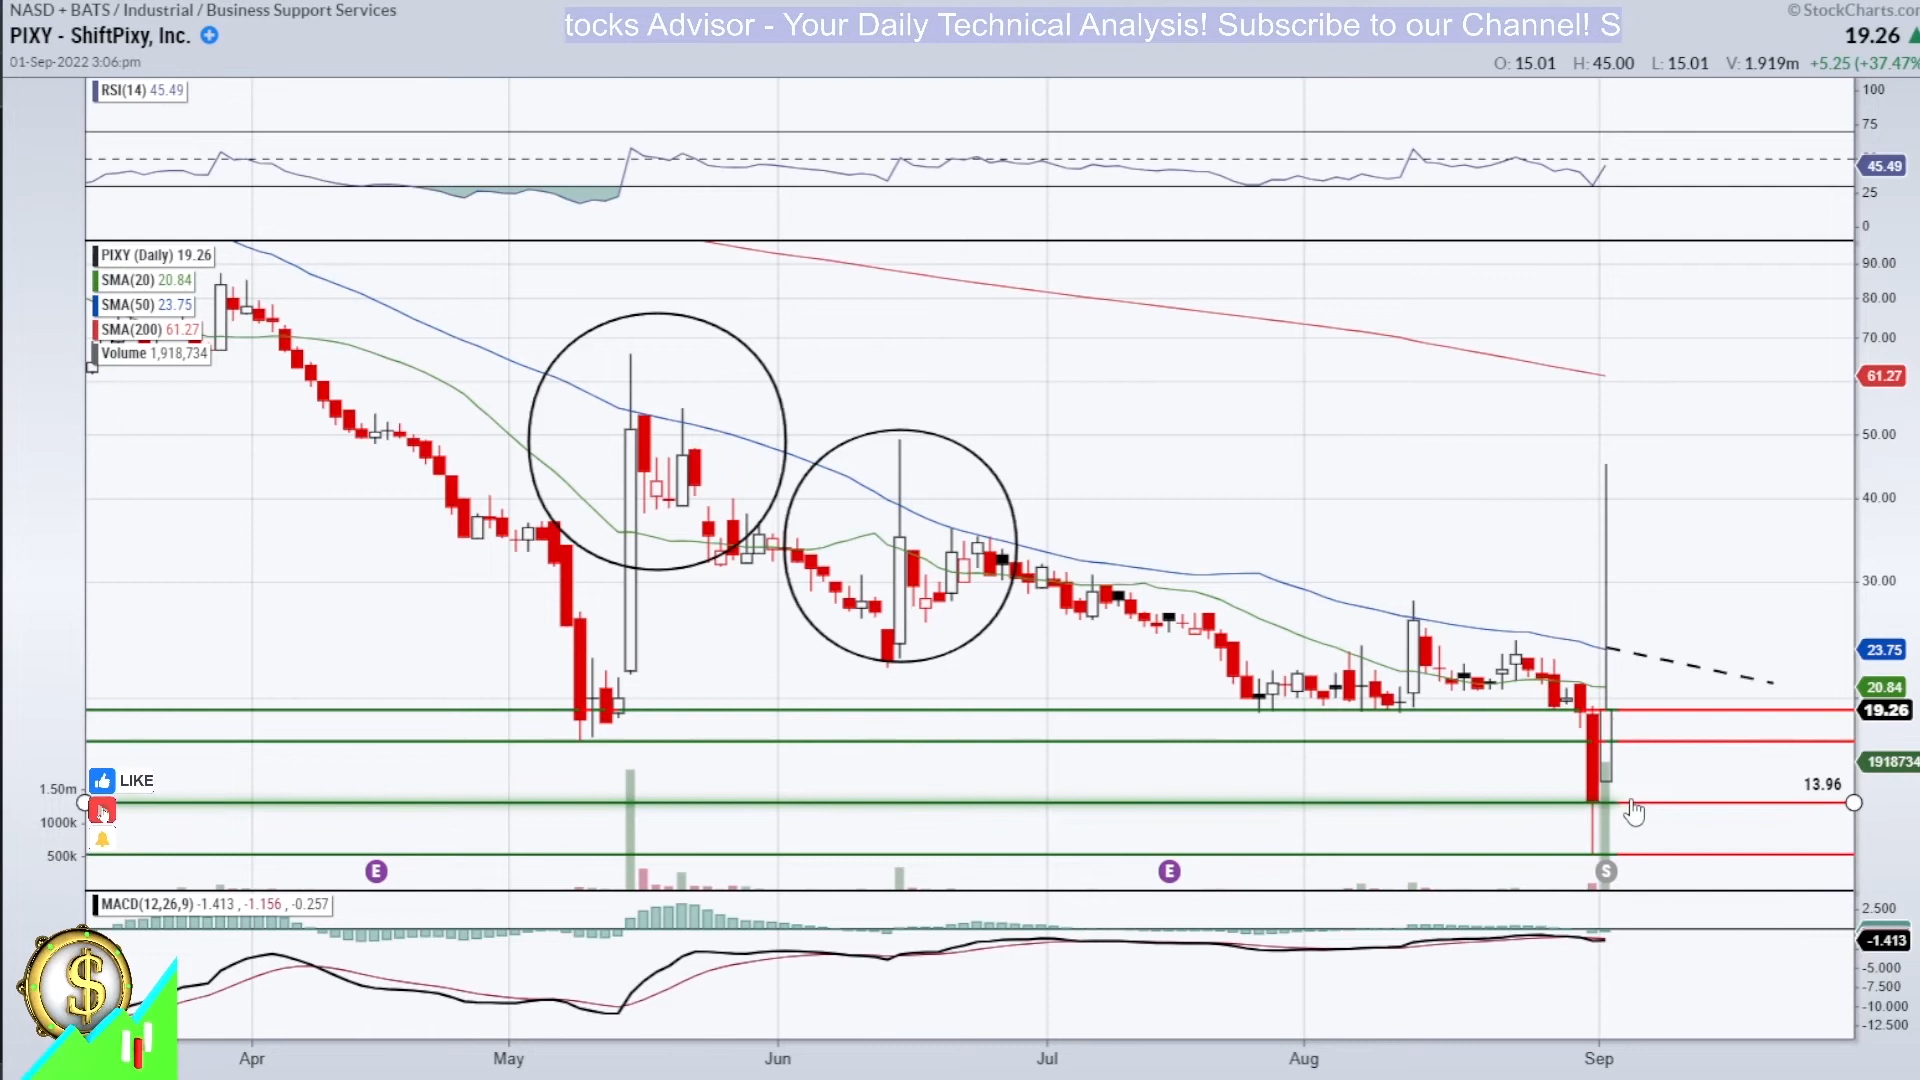 NASD + BATS / Industrial / Business Support Services
tocks Advisor - Your Daily Technical Analysis! Subscribe to our Channel! S
© StockCharts.com
PIXY - ShiftPixy, Inc.
19.26
01-Sep-2022 3:06:pm
O: 15.01 H: 45.00 L: 15.01 V: 1.919m +5.25 (+37.47%
RSI(14) 45.49
100
75
45.49
25
0
PIXY (Daily) 19.26
SMA(20) 20.84
SMA(50) 23.75
SMA(200) 61.27
Volume 1,918,734
90.00
80.00
70.00
61.27
50.00
40.00
30.00
23.75
20.84
19.26
1918734
13.96
LIKE
1.50m
1000k
500k
E
E
S
MACD(12,26,9) -1.413 , -1.156 , -0.257
2.500
-1.413
-5.000
-7.500
-10.000
-12.500
$
Apr May Jun Jul Aug Sep